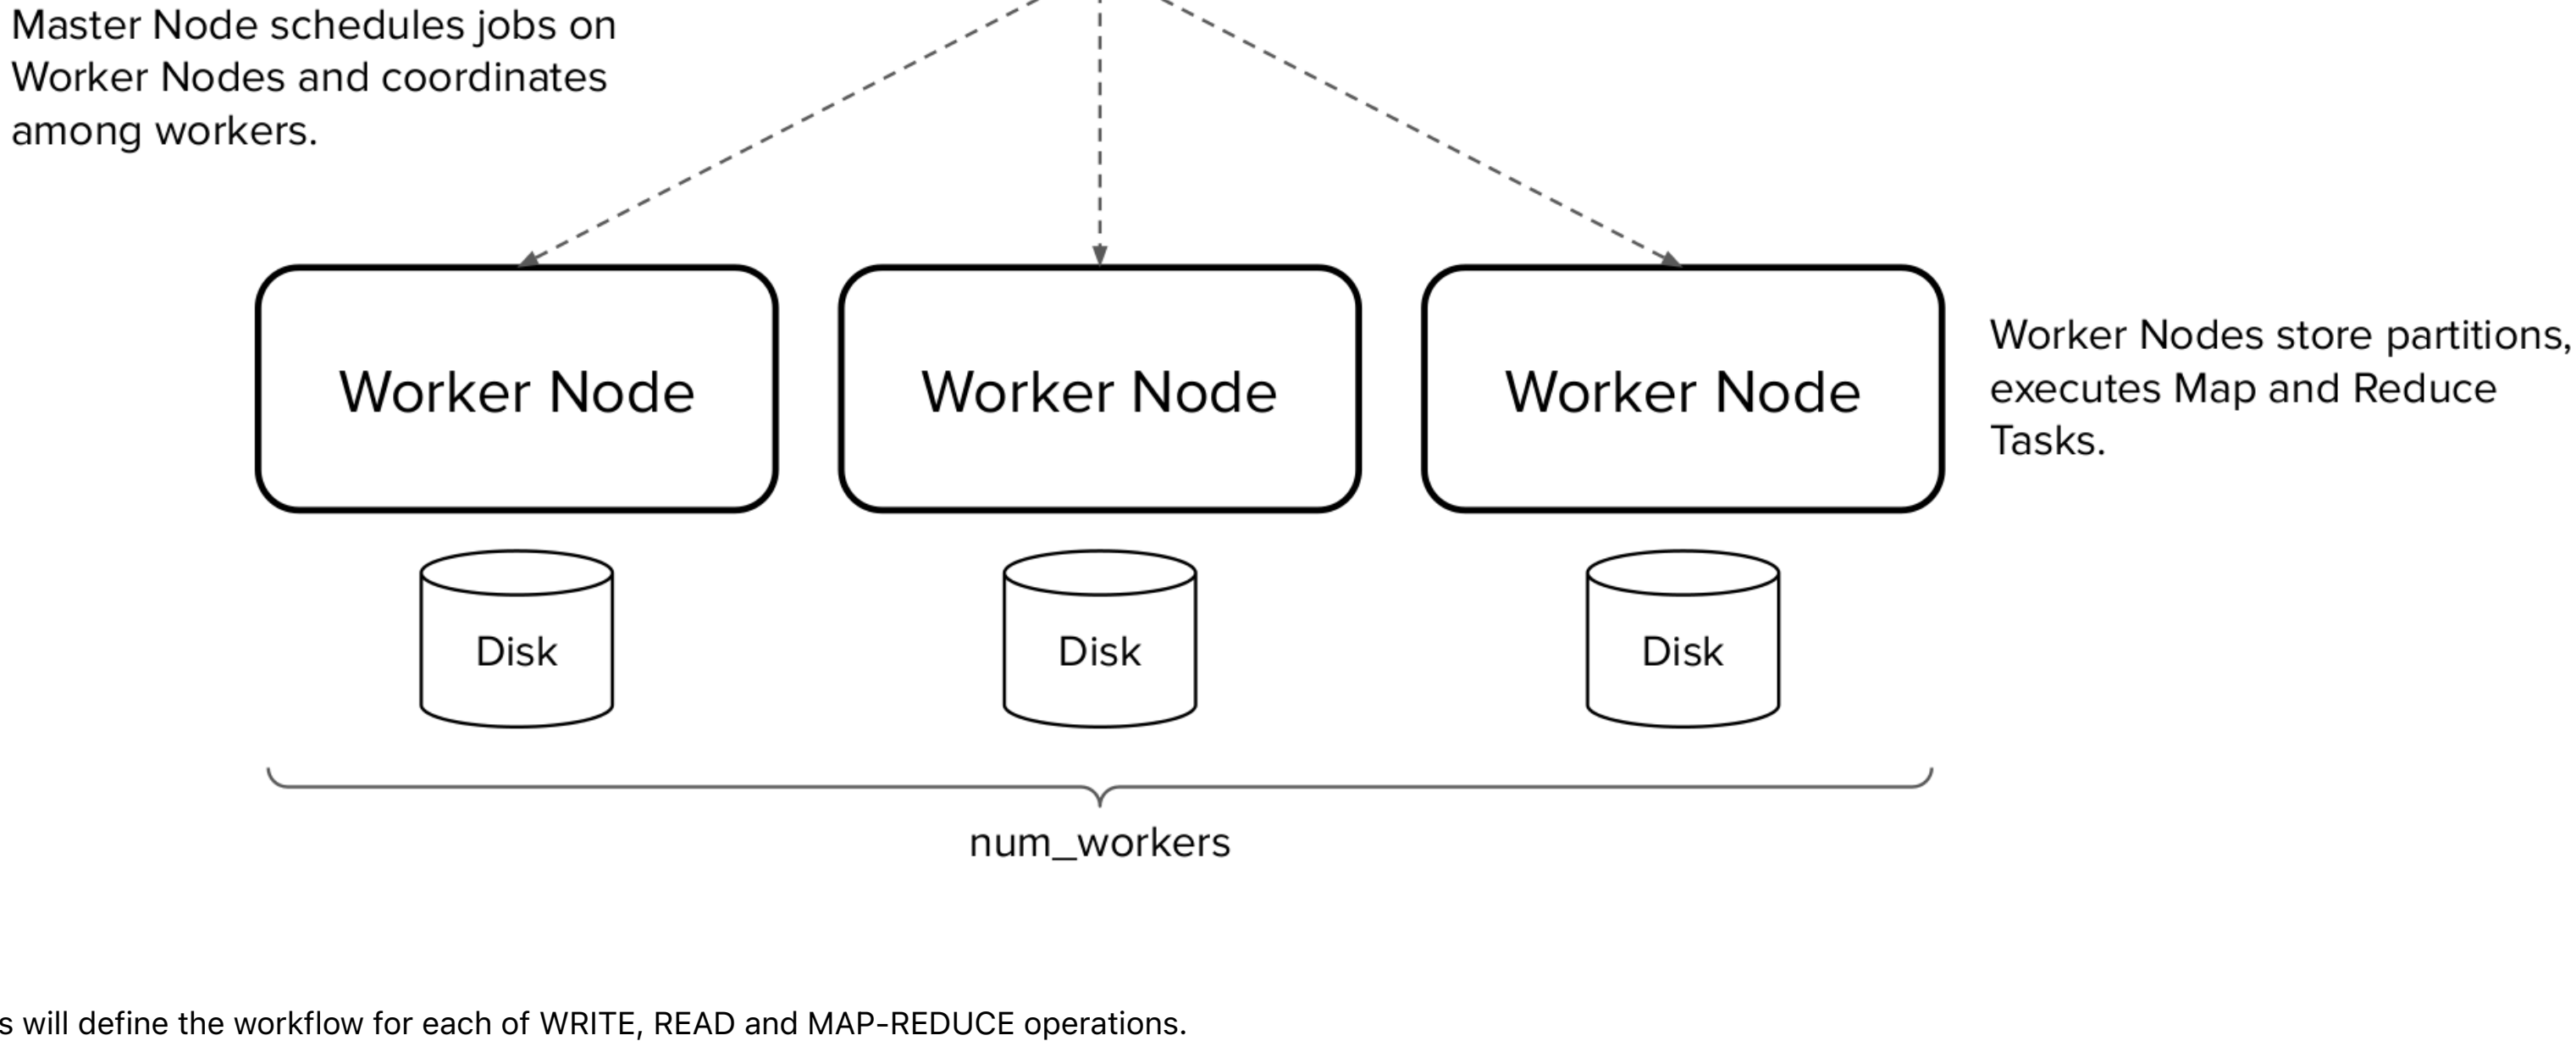 Master Node schedules jobs on
Worker Nodes and coordinates
among workers.
Worker Node
Worker Node
Worker Node
Worker Nodes store partitions,
executes Map and Reduce
Tasks.
Disk
Disk
Disk
num_workers
s will define the workflow for each of WRITE, READ and MAP-REDUCE operations.